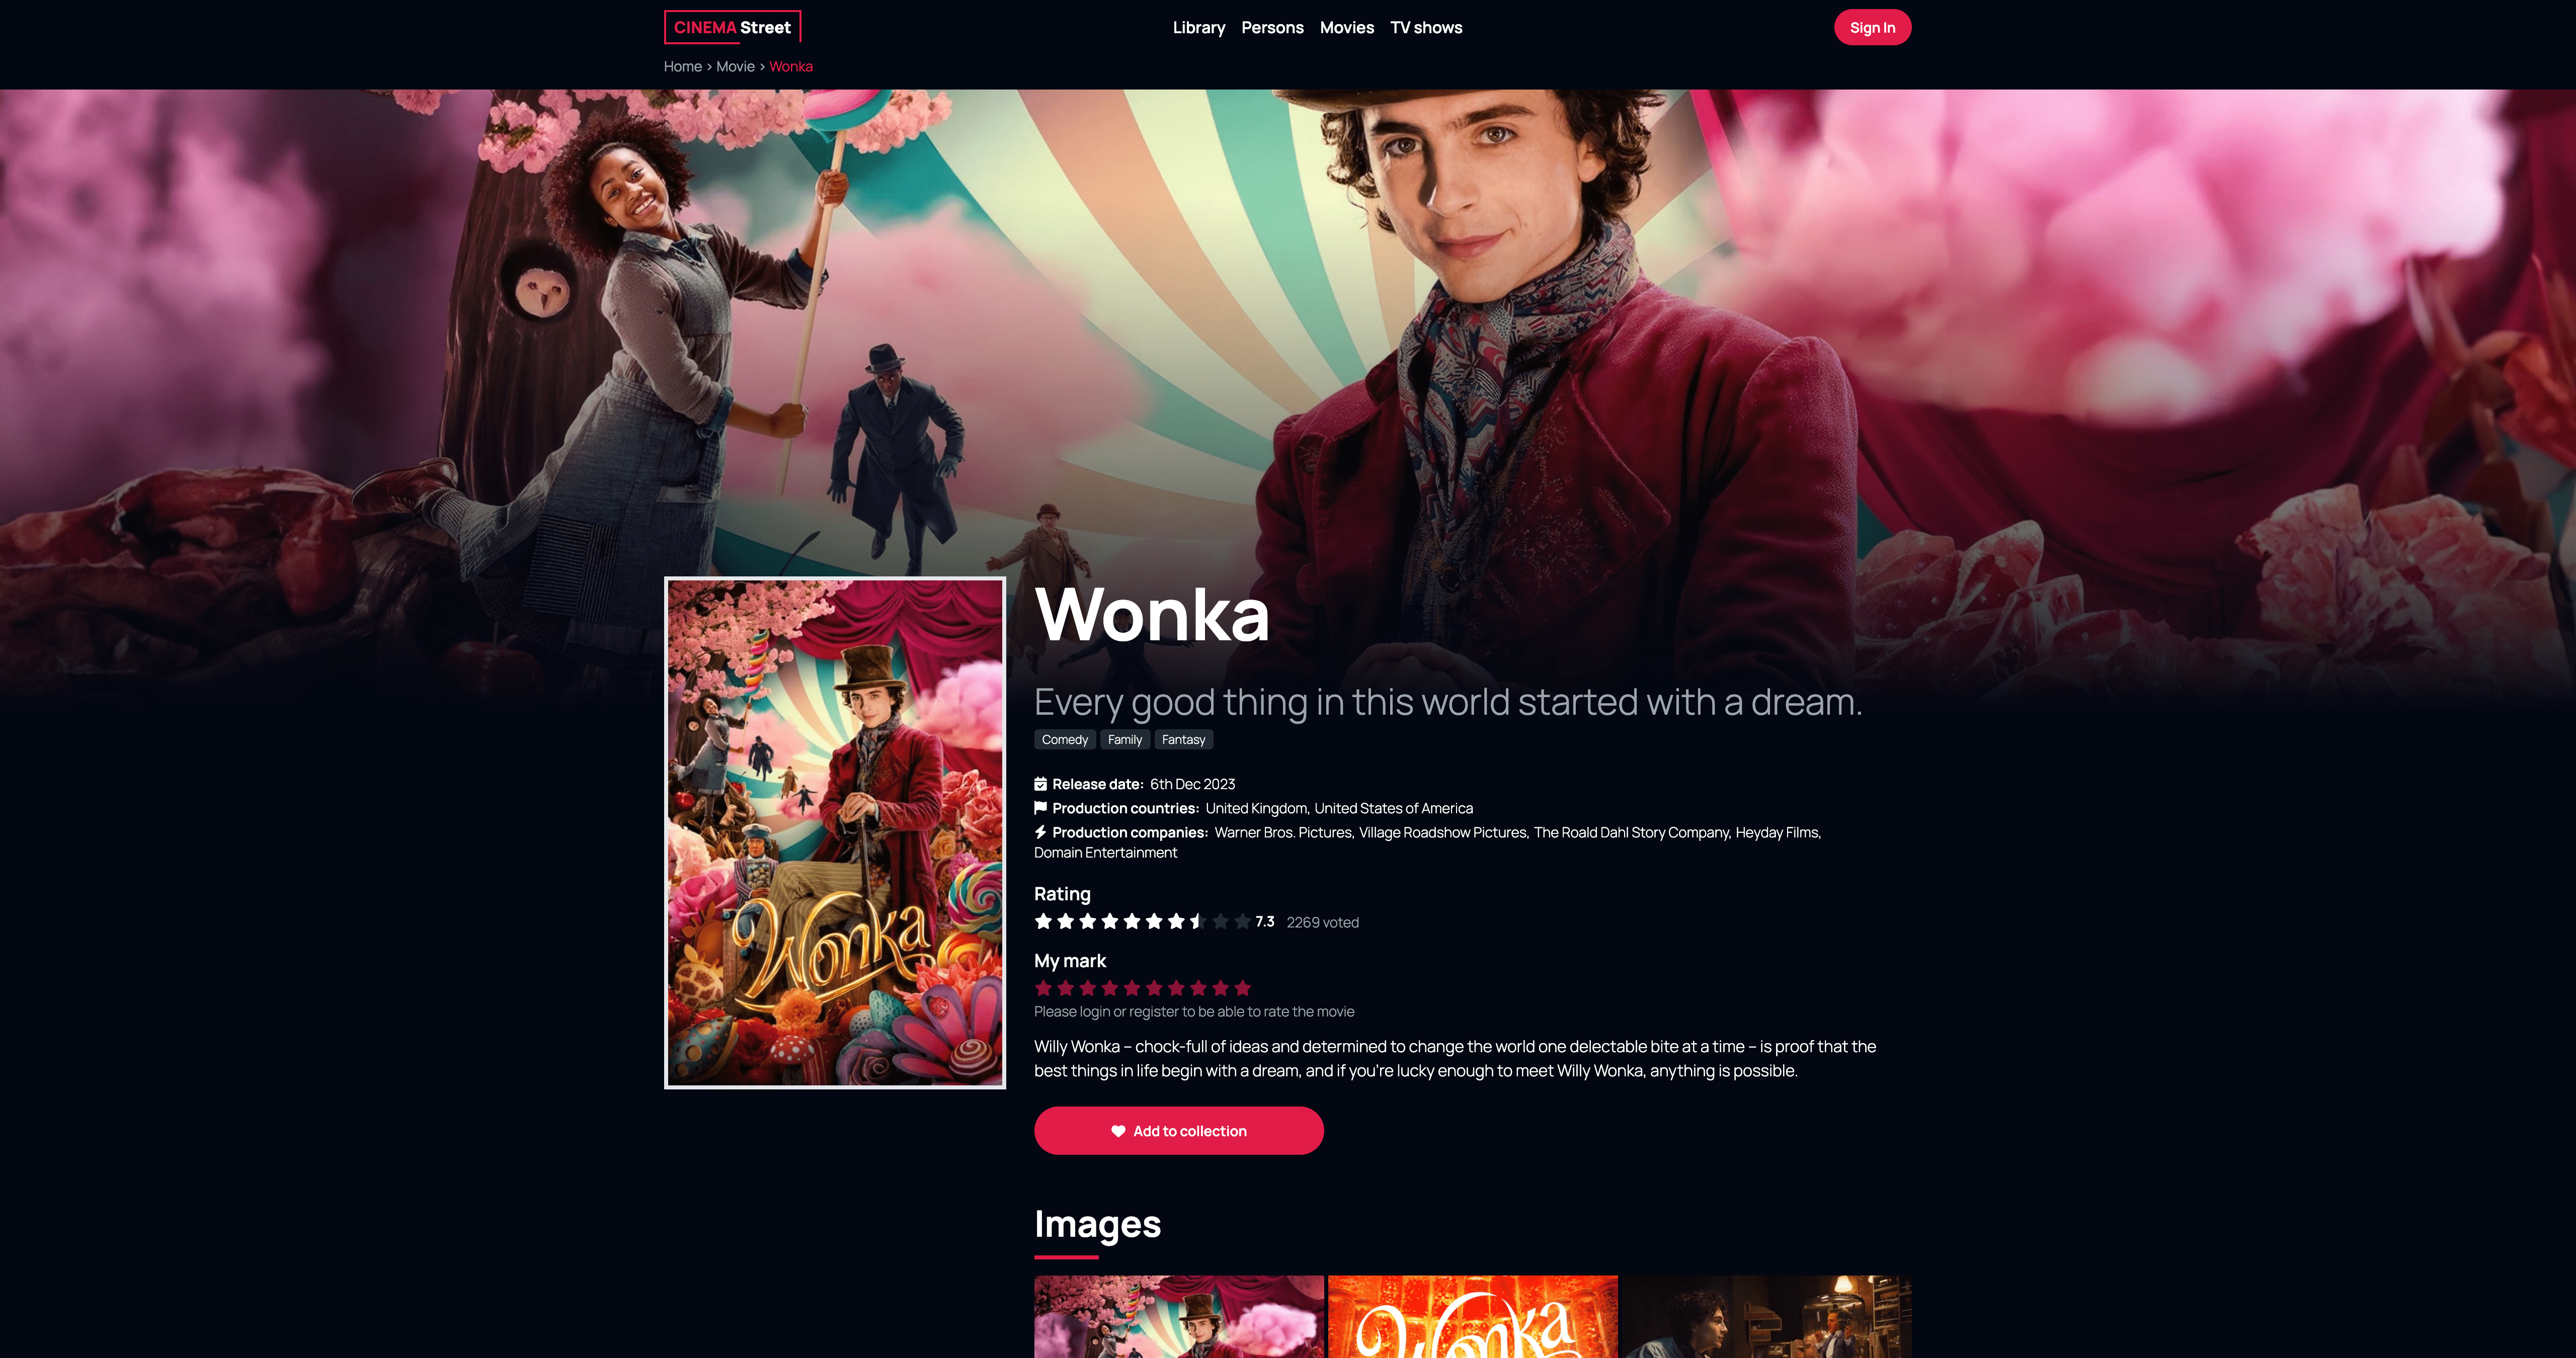 CINEMA Street
Library Persons Movies TV shows
Sign In
Home > Movie > Wonka
Wonka
Every good thing in this world started with a dream.
Comedy Family Fantasy
Release date: 6th Dec 2023
Production countries: United Kingdom, United States of America
Production companies: Warner Bros. Pictures, Village Roadshow Pictures, The Roald Dahl Story Company, Heyday Films,
Domain Entertainment
Rating
7.3 2269 voted
My mark
Please login or register to be able to rate the movie
Willy Wonka – chock-full of ideas and determined to change the world one delectable bite at a time – is proof that the
best things in life begin with a dream, and if you're lucky enough to meet Willy Wonka, anything is possible.
Add to collection
Wonka
Images
Wonka